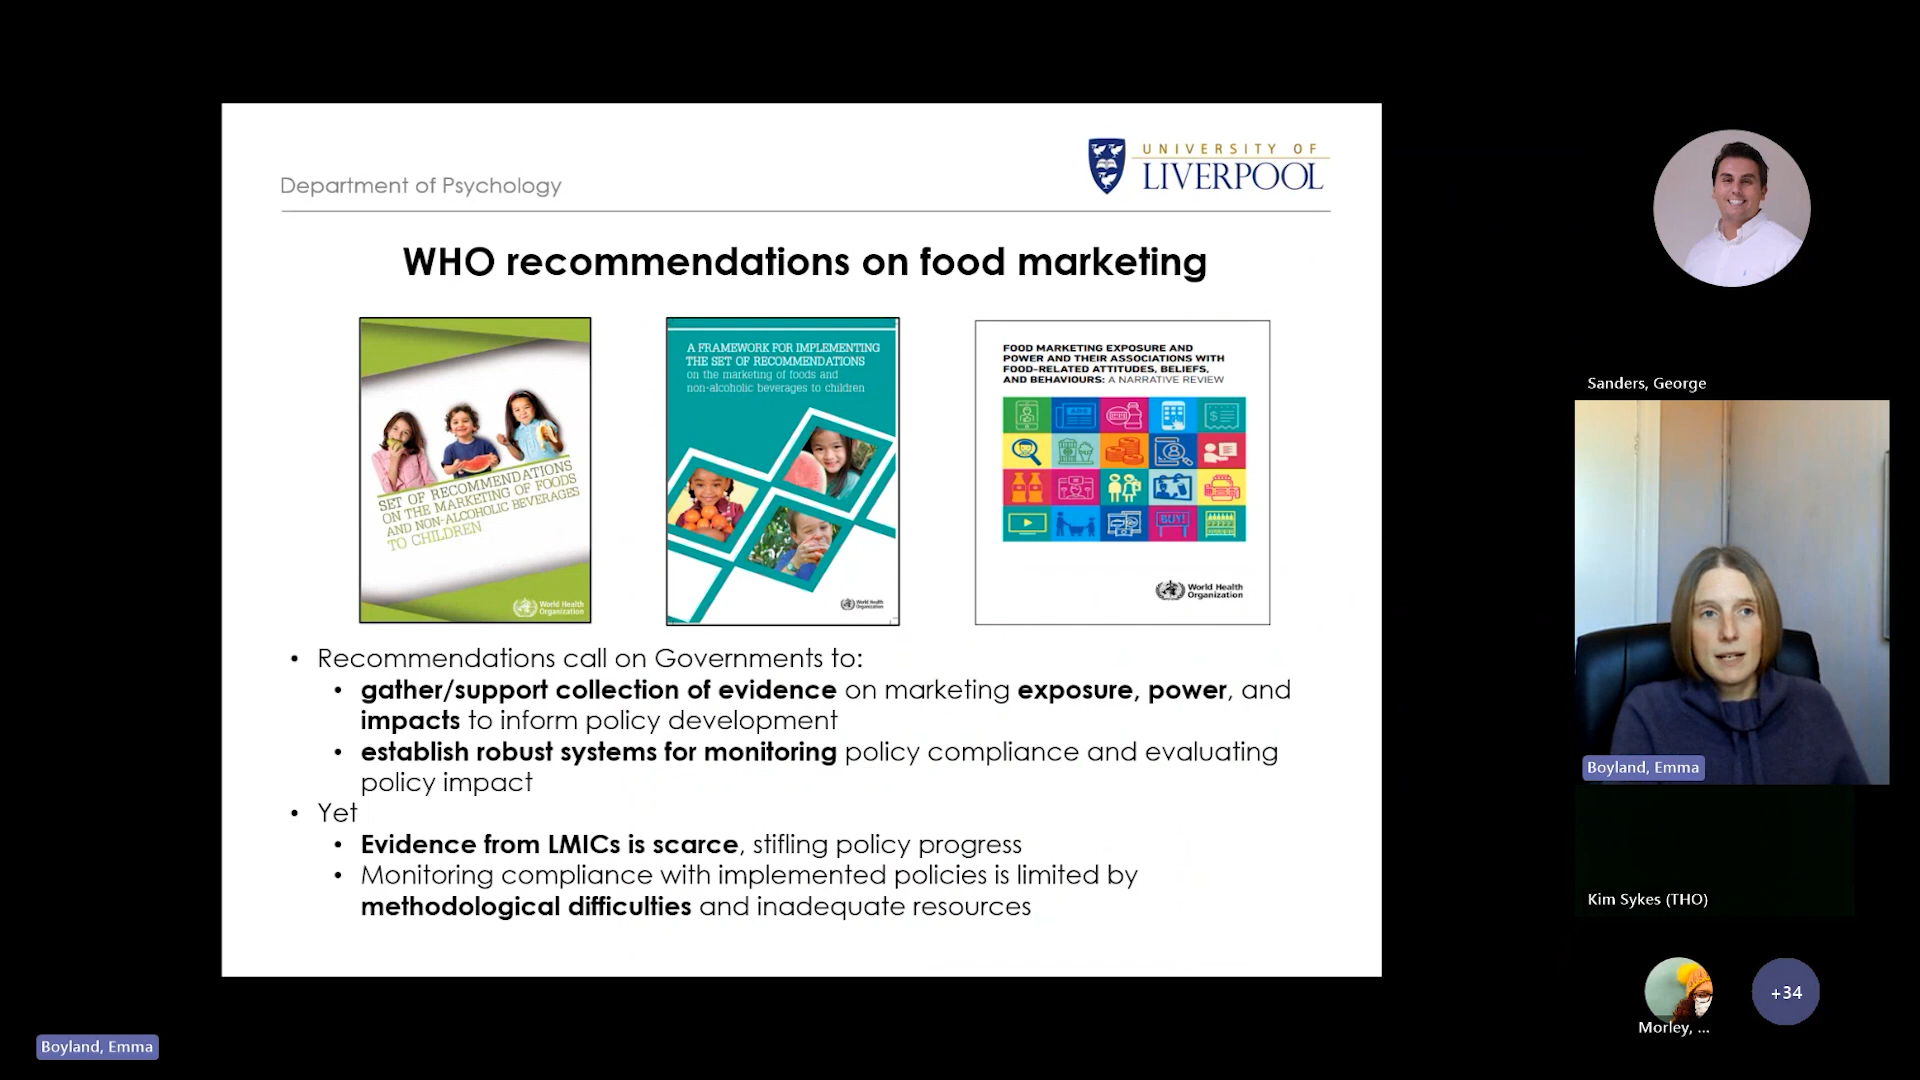 Department of Psychology
UNIVERSITY OF
LIVERPOOL
WHO recommendations on food marketing
SET OF RECOMMENDATIONS
ON THE MARKETING OF FOODS
AND NON-ALCOHOLIC BEVERAGES
TO CHILDREN
World Health
Organization
A FRAMEWORK FOR IMPLEMENTING
THE SET OF RECOMMENDATIONS
on the marketing of foods and
non-alcoholic beverages to children
World Health
Organization
FOOD MARKETING EXPOSURE AND
POWER AND THEIR ASSOCIATIONS WITH
FOOD-RELATED ATTITUDES, BELIEFS,
AND BEHAVIOURS: A NARRATIVE REVIEW
ADS
BUY!
World Health
Organization
• Recommendations call on Governments to:
• gather/support collection of evidence on marketing exposure, power, and
impacts to inform policy development
• establish robust systems for monitoring policy compliance and evaluating
policy impact
• Yet
• Evidence from LMICs is scarce, stifling policy progress
• Monitoring compliance with implemented policies is limited by
methodological difficulties and inadequate resources
Sanders, George
Boyland, Emma
Kim Sykes (THO)
Morley, ...
+34
Boyland, Emma